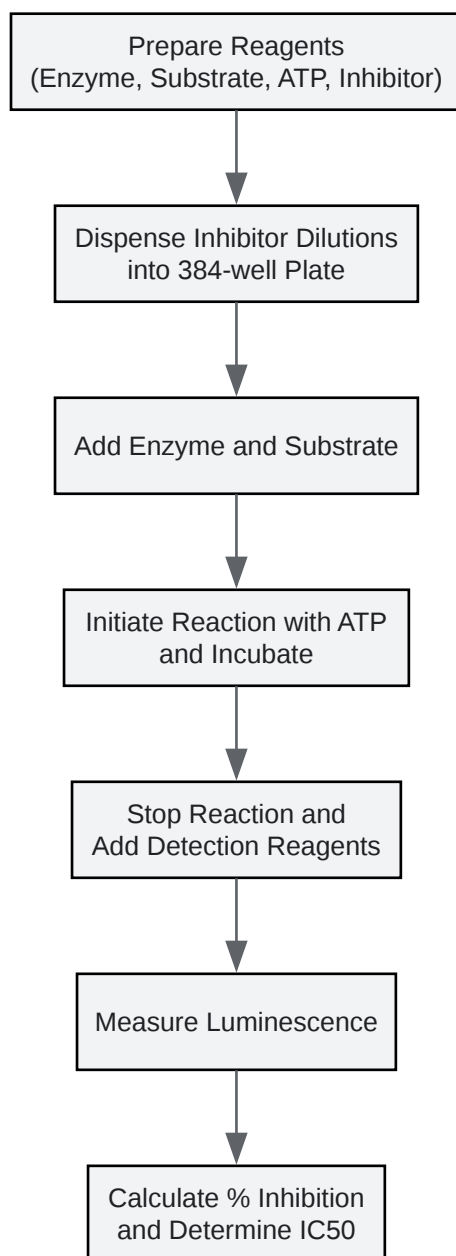 Prepare Reagents
(Enzyme, Substrate, ATP, Inhibitor)
Dispense Inhibitor Dilutions
into 384-well Plate
Add Enzyme and Substrate
Initiate Reaction with ATP
and Incubate
Stop Reaction and
Add Detection Reagents
Measure Luminescence
Calculate % Inhibition
and Determine IC50